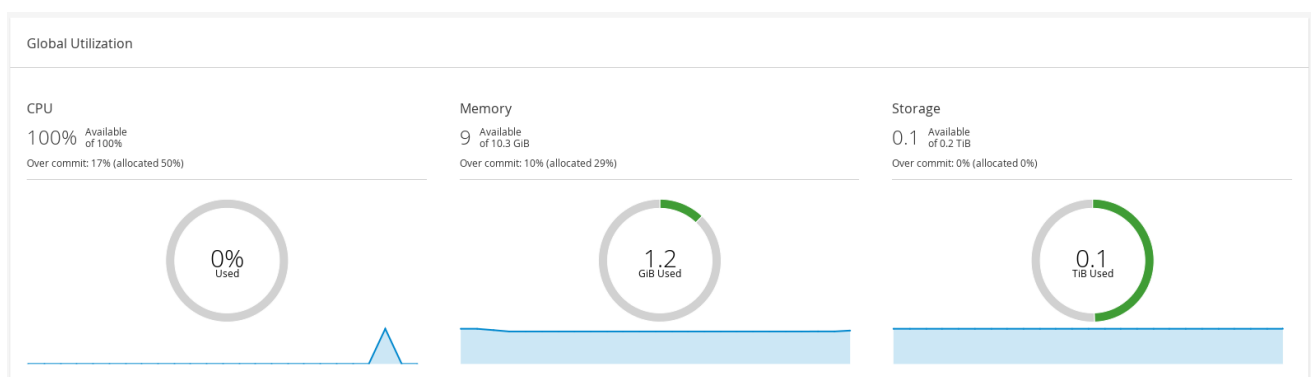 Global Utilization
CPU
100% Available
of 100%
Over commit: 17% (allocated 50%)
0%
Used
Memory
9 Available
of 10.3 GiB
Over commit: 10% (allocated 29%)
1.2
GiB Used
Storage
0.1 Available
of 0.2 TiB
Over commit: 0% (allocated 0%)
0.1
TiB Used